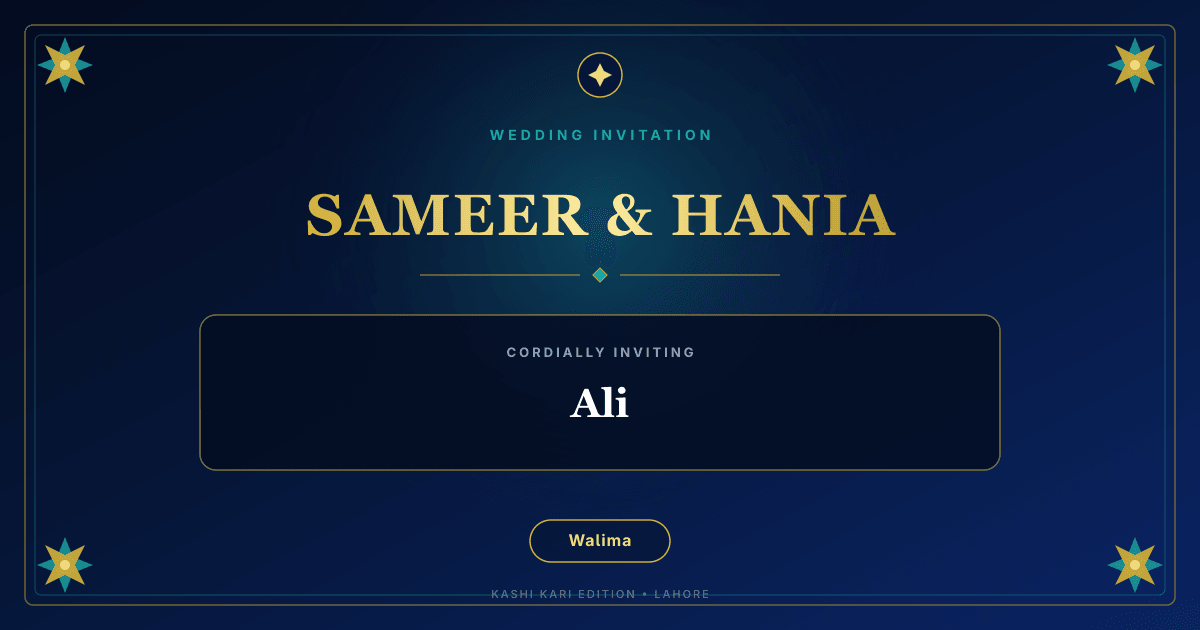 WEDDING INVITATION
SAMEER & HANIA
CORDIALLY INVITING
Ali
Walima
KASHI KARI EDITION • LAHORE